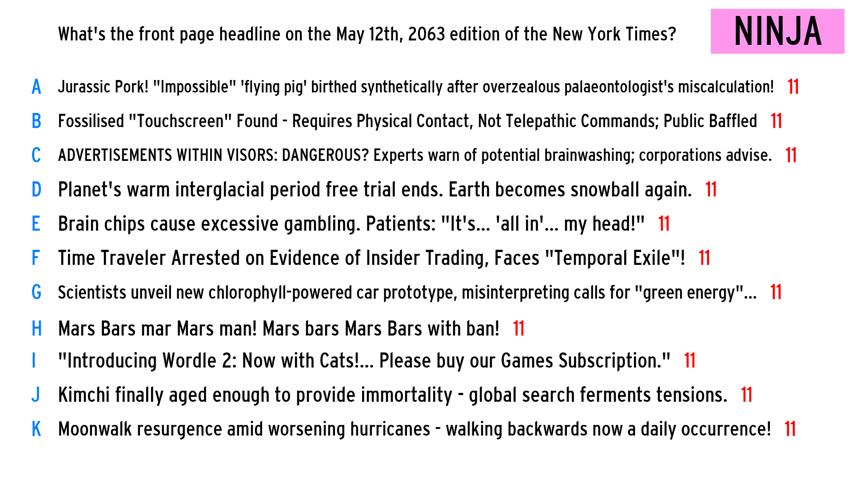 What's the front page headline on the May 12th, 2063 edition of the New York Times?
NINJA
A Jurassic Pork! "Impossible" 'flying pig' birthed synthetically after overzealous palaeontologist's miscalculation! 11
B Fossilised "Touchscreen" Found - Requires Physical Contact, Not Telepathic Commands; Public Baffled 11
C ADVERTISEMENTS WITHIN VISORS: DANGEROUS? Experts warn of potential brainwashing; corporations advise. 11
D Planet's warm interglacial period free trial ends. Earth becomes snowball again. 11
E Brain chips cause excessive gambling. Patients: "It's... 'all in'... my head!" 11
F Time Traveler Arrested on Evidence of Insider Trading, Faces "Temporal Exile"! 11
G Scientists unveil new chlorophyll-powered car prototype, misinterpreting calls for "green energy"... 11
H Mars Bars mar Mars man! Mars bars Mars Bars with ban! 11
I "Introducing Wordle 2: Now with Cats!... Please buy our Games Subscription." 11
J Kimchi finally aged enough to provide immortality - global search ferments tensions. 11
K Moonwalk resurgence amid worsening hurricanes - walking backwards now a daily occurrence! 11